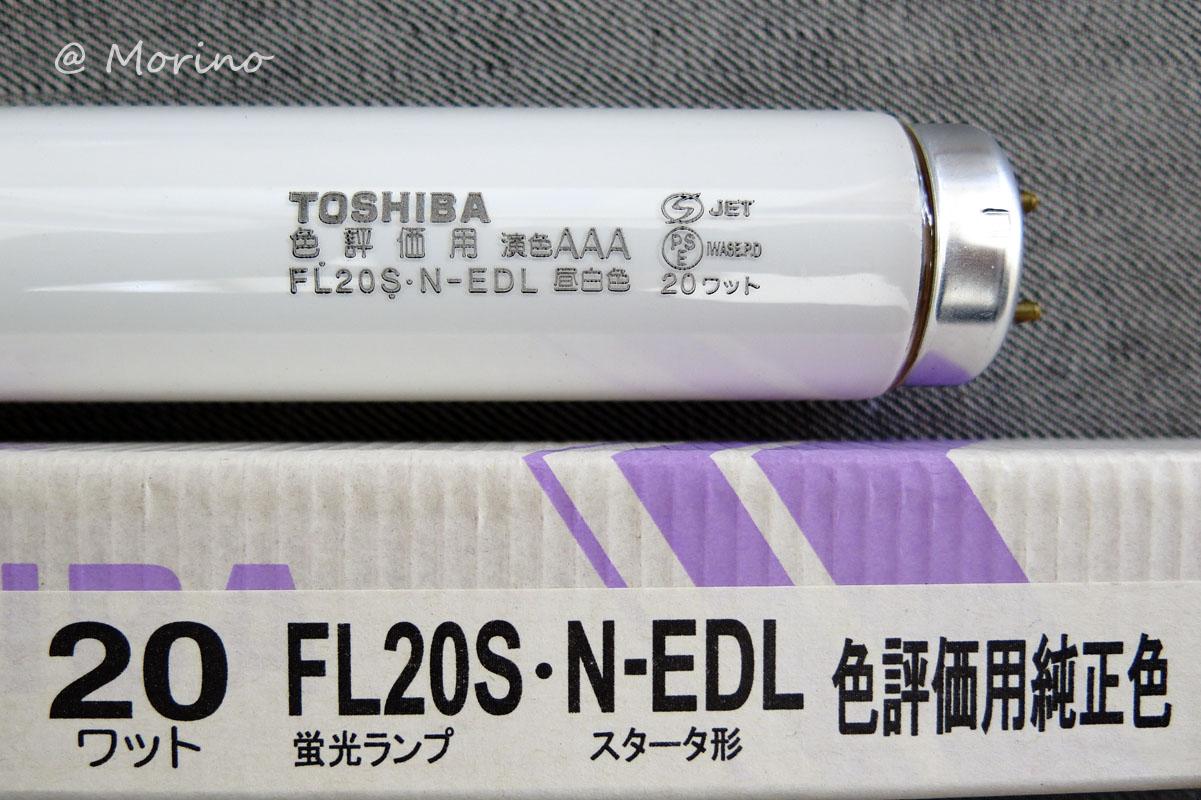 @ Morino
TOSHIBA
色評価用 演色AAA
FL20S·N-EDL 昼白色
JET
PSE IWASE.P.D
20ワット
20 FL20S·N-EDL 色評価用純正色
ワット 蛍光ランプ スタータ形